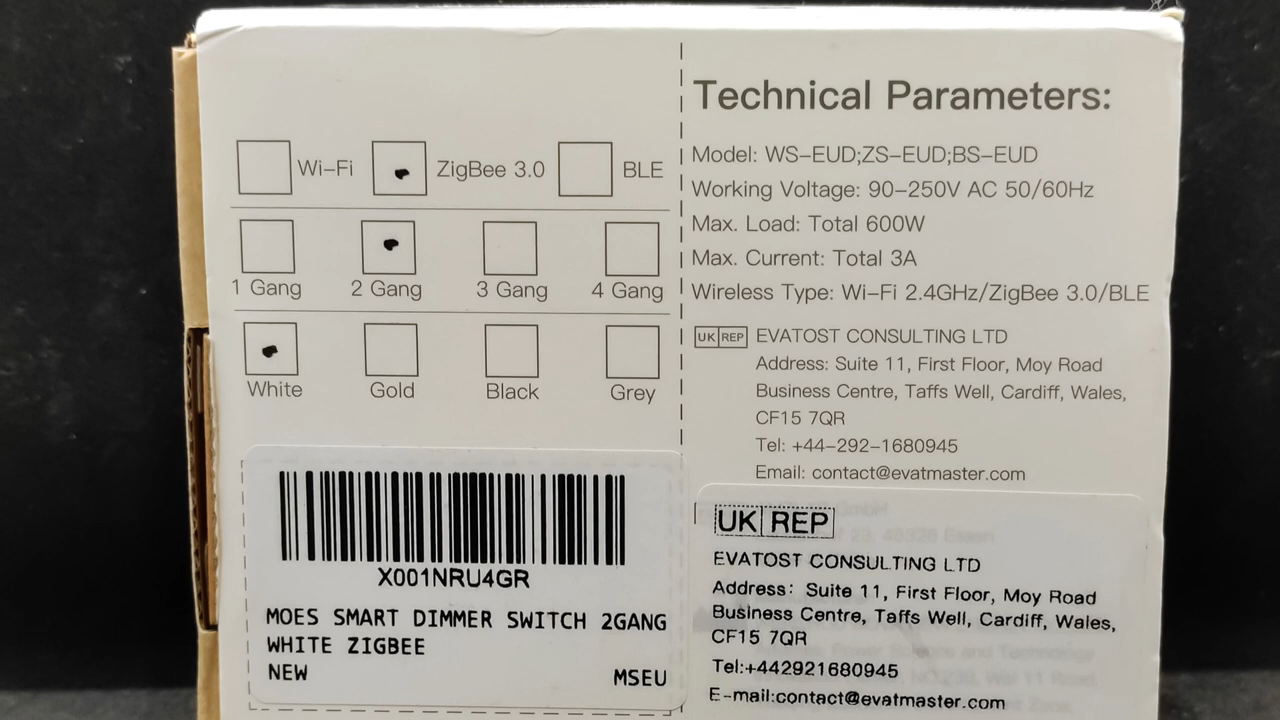 Wi-Fi ZigBee 3.0 BLE
1 Gang 2 Gang 3 Gang 4 Gang
White Gold Black Grey
X001NRU4GR
MOES SMART DIMMER SWITCH 2GANG
WHITE ZIGBEE
NEW MSEU
Technical Parameters:
Model: WS-EUD;ZS-EUD;BS-EUD
Working Voltage: 90-250V AC 50/60Hz
Max. Load: Total 600W
Max. Current: Total 3A
Wireless Type: Wi-Fi 2.4GHz/ZigBee 3.0/BLE
UK REP EVATOST CONSULTING LTD
Address: Suite 11, First Floor, Moy Road
Business Centre, Taffs Well, Cardiff, Wales,
CF15 7QR
Tel: +44-292-1680945
Email: contact@evatmaster.com
UK REP
EVATOST CONSULTING LTD
Address: Suite 11, First Floor, Moy Road
Business Centre, Taffs Well, Cardiff, Wales,
CF15 7QR
Tel:+442921680945
E-mail:contact@evatmaster.com